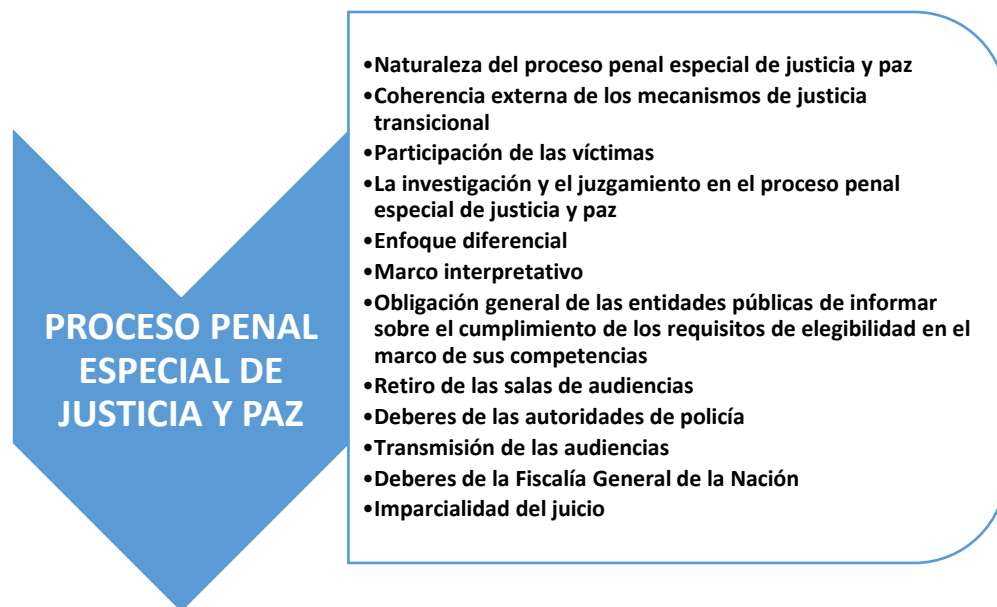 PROCESO PENAL
ESPECIAL DE
JUSTICIA Y PAZ
•Naturaleza del proceso penal especial de justicia y paz
•Coherencia externa de los mecanismos de justicia
transicional
•Participación de las víctimas
•La investigación y el juzgamiento en el proceso penal
especial de justicia y paz
•Enfoque diferencial
•Marco interpretativo
•Obligación general de las entidades públicas de informar
sobre el cumplimiento de los requisitos de elegibilidad en el
marco de sus competencias
•Retiro de las salas de audiencias
•Deberes de las autoridades de policía
•Transmisión de las audiencias
•Deberes de la Fiscalía General de la Nación
•Imparcialidad del juicio